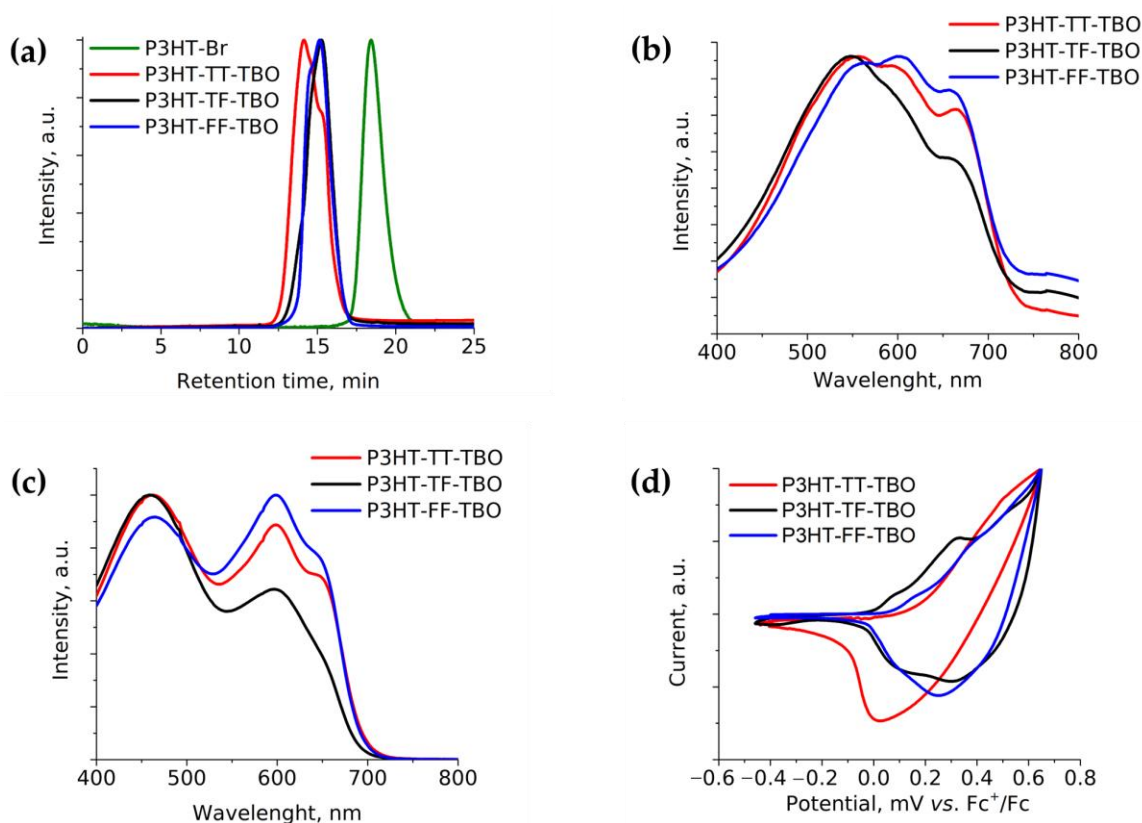 (a)
P3HT-Br
P3HT-TT-TBO
P3HT-TF-TBO
P3HT-FF-TBO
Intensity, a.u.
0 5 10 15 20 25
Retention time, min
(b)
P3HT-TT-TBO
P3HT-TF-TBO
P3HT-FF-TBO
Intensity, a.u.
400 500 600 700 800
Wavelenght, nm
(c)
P3HT-TT-TBO
P3HT-TF-TBO
P3HT-FF-TBO
Intensity, a.u.
400 500 600 700 800
Wavelenght, nm
(d)
P3HT-TT-TBO
P3HT-TF-TBO
P3HT-FF-TBO
Current, a.u.
−0.6 −0.4 −0.2 0.0 0.2 0.4 0.6 0.8
Potential, mV vs. Fc⁺/Fc